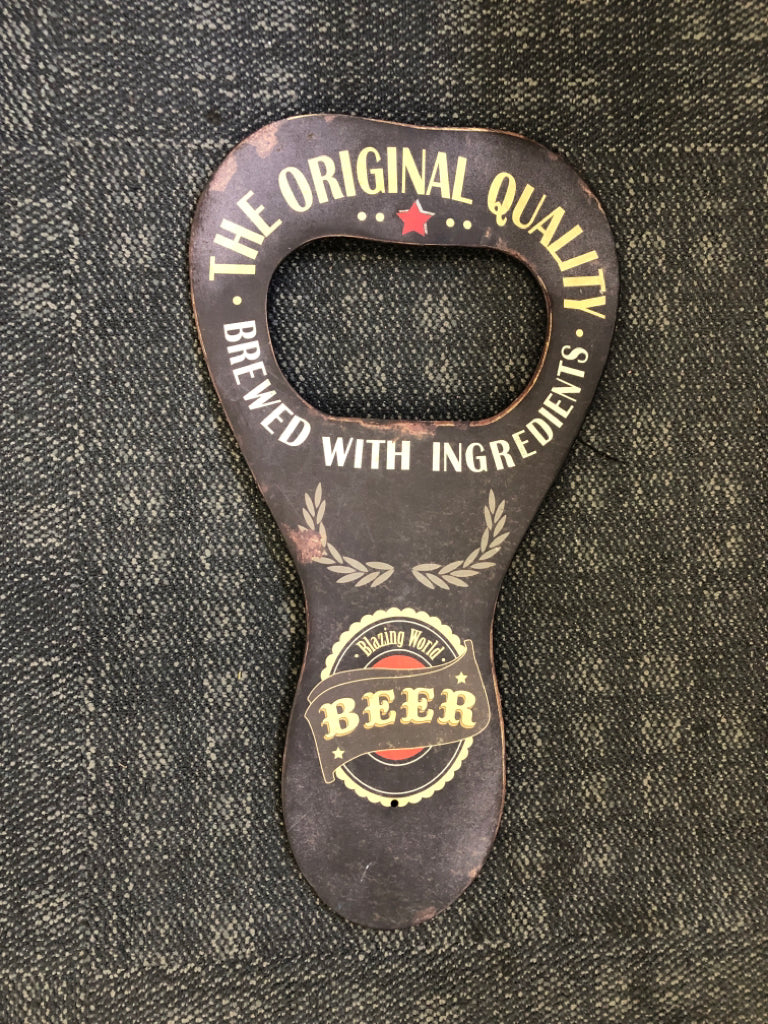 THE ORIGINAL QUALITY
BREWED WITH INGREDIENTS
Blazing World
BEER